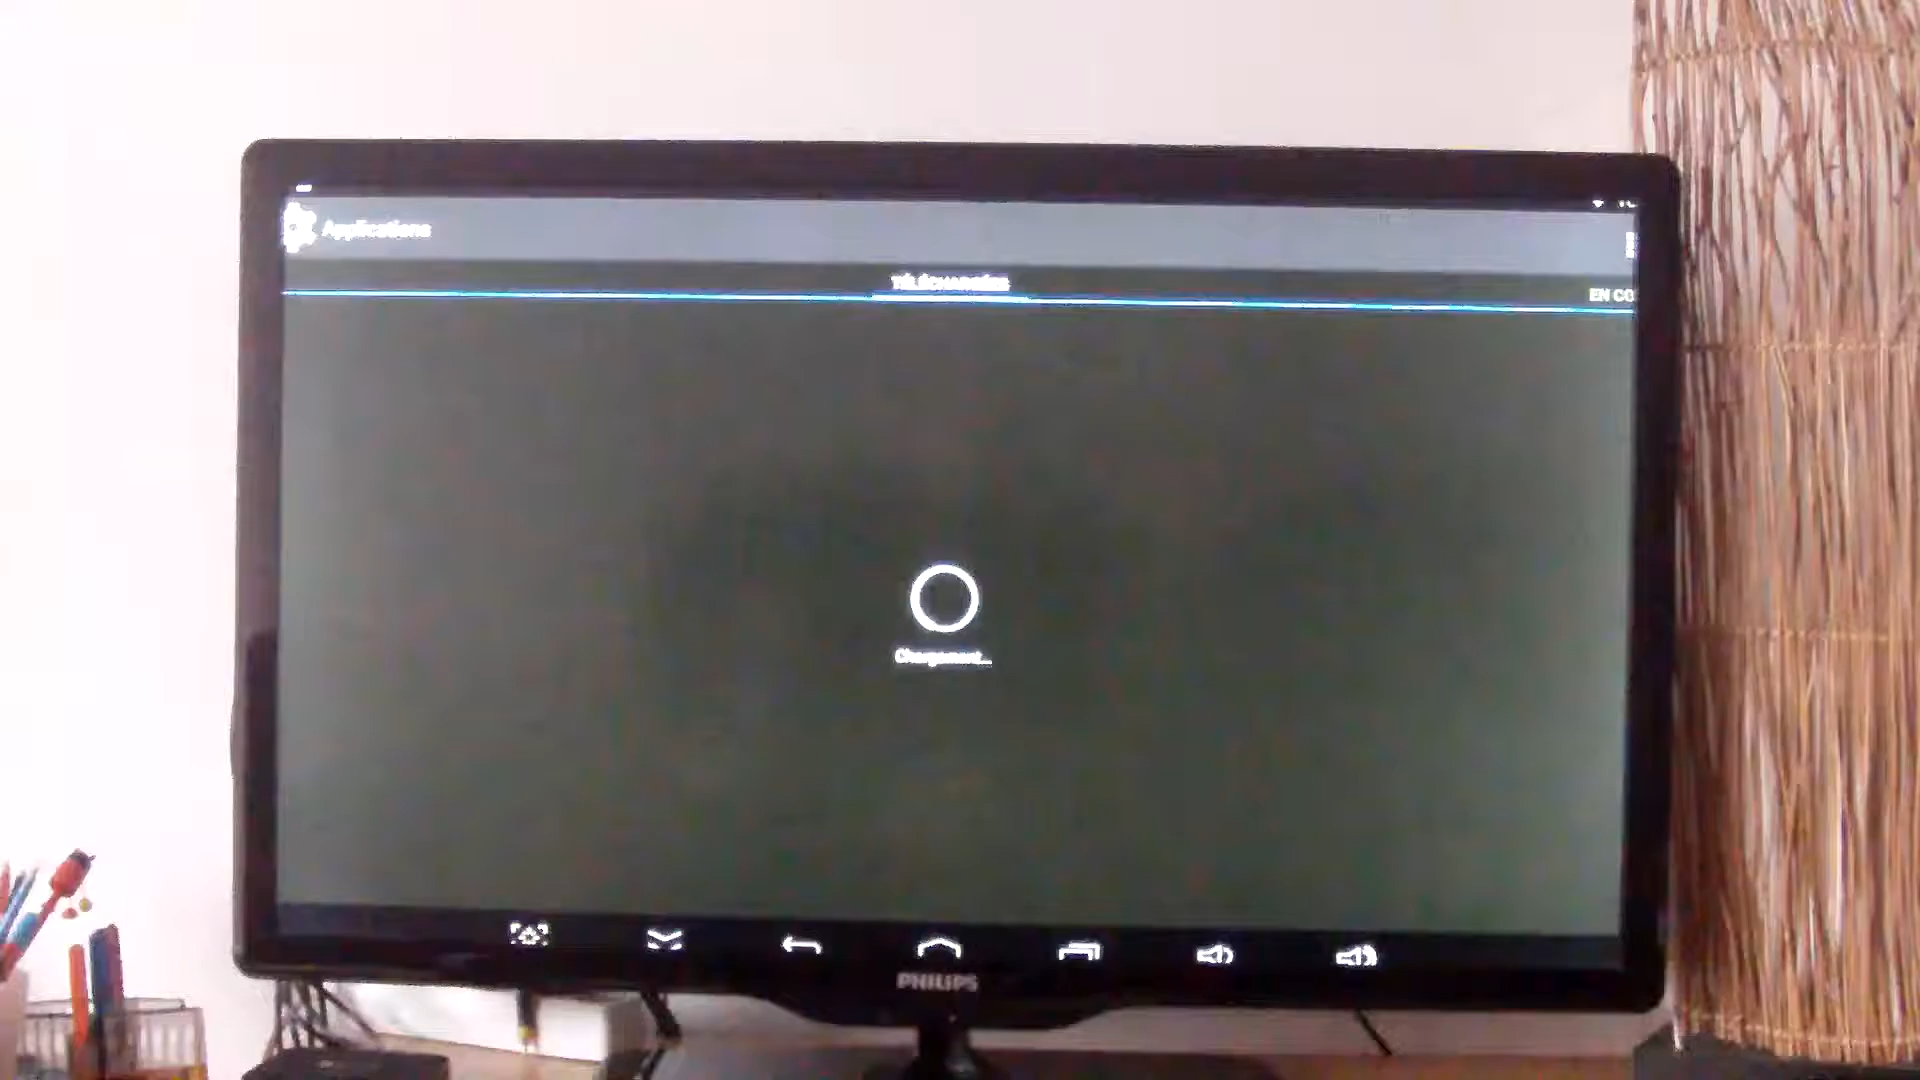 Applications
TÉLÉCHARGÉES
EN CO
Chargement...
PHILIPS